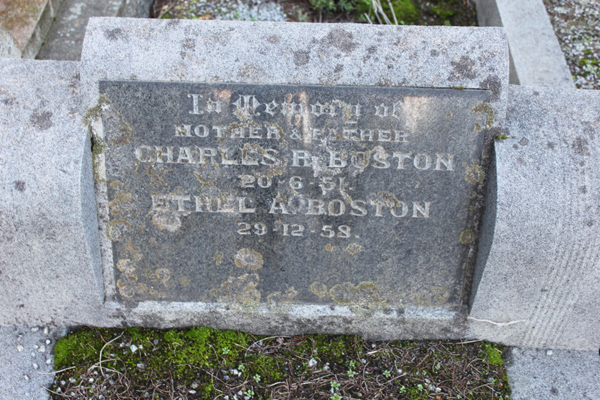 In Memory of
MOTHER & FATHER
CHARLES R. BOSTON
20·6·51.
ETHEL A. BOSTON
29·12·58.